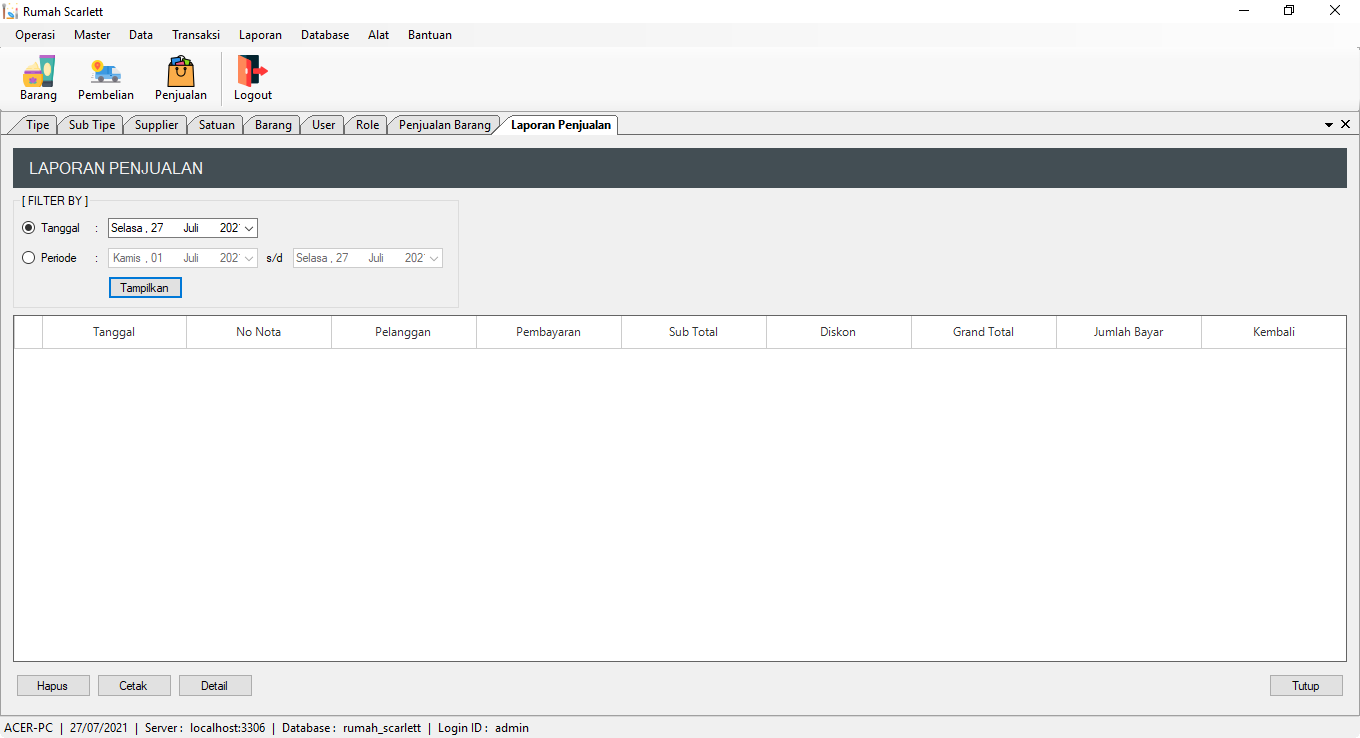 Rumah Scarlett
Operasi Master Data Transaksi Laporan Database Alat Bantuan
Barang Pembelian Penjualan Logout
Tipe Sub Tipe Supplier Satuan Barang User Role Penjualan Barang Laporan Penjualan
LAPORAN PENJUALAN
[ FILTER BY ]
Tanggal : Selasa , 27 Juli 202
Periode : Kamis , 01 Juli 202 s/d Selasa , 27 Juli 202
Tampilkan
Tanggal No Nota Pelanggan Pembayaran Sub Total Diskon Grand Total Jumlah Bayar Kembali
Hapus Cetak Detail Tutup
ACER-PC | 27/07/2021 | Server : localhost:3306 | Database : rumah_scarlett | Login ID : admin